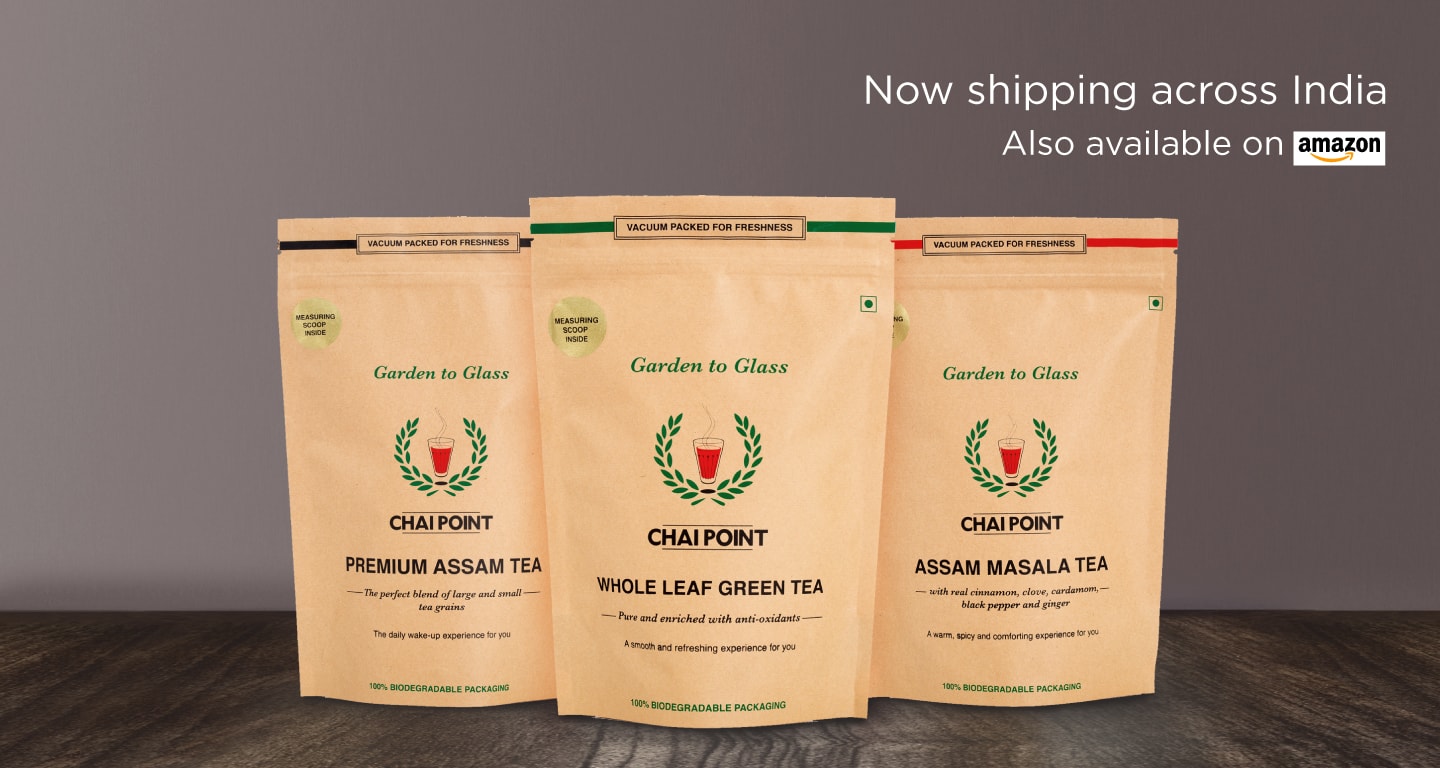 Now shipping across India
Also available on amazon
VACUUM PACKED FOR FRESHNESS
MEASURING
SCOOP
INSIDE
Garden to Glass
CHAI POINT
PREMIUM ASSAM TEA
The perfect blend of large and small
tea grains
The daily wake-up experience for you
100% BIODEGRADABLE PACKAGING
VACUUM PACKED FOR FRESHNESS
MEASURING
SCOOP
INSIDE
Garden to Glass
CHAI POINT
WHOLE LEAF GREEN TEA
Pure and enriched with anti-oxidants
A smooth and refreshing experience for you
100% BIODEGRADABLE PACKAGING
VACUUM PACKED FOR FRESHNESS
Garden to Glass
CHAI POINT
ASSAM MASALA TEA
with real cinnamon, clove, cardamom,
black pepper and ginger
A warm, spicy and comforting experience for you
100% BIODEGRADABLE PACKAGING